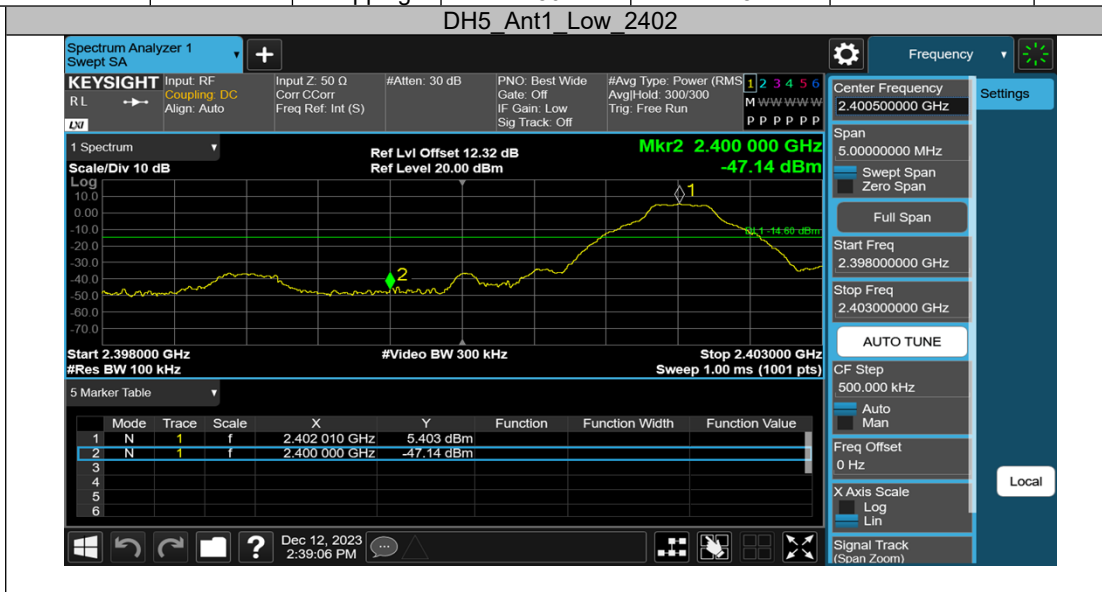 DH5_Ant1_Low_2402
Spectrum Analyzer 1
Swept SA
Frequency
KEYSIGHT
R L
LXI
Input: RF
Coupling: DC
Align: Auto
Input Z: 50 Ω
Corr CCorr
Freq Ref: Int (S)
#Atten: 30 dB
PNO: Best Wide
Gate: Off
IF Gain: Low
Sig Track: Off
#Avg Type: Power (RMS
Avg|Hold: 300/300
Trig: Free Run
1 2 3 4 5 6
M W W W W W
P P P P P P
1 Spectrum
Scale/Div 10 dB
Ref Lvl Offset 12.32 dB
Ref Level 20.00 dBm
Mkr2 2.400 000 GHz
-47.14 dBm
Log
10.0
0.00
-10.0
-20.0
-30.0
-40.0
-50.0
-60.0
-70.0
1
2
DL1 -14.60 dBm
Start 2.398000 GHz
#Video BW 300 kHz
Stop 2.403000 GHz
#Res BW 100 kHz
Sweep 1.00 ms (1001 pts)
5 Marker Table
Mode Trace Scale X Y Function Function Width Function Value
1 N 1 f 2.402 010 GHz 5.403 dBm
2 N 1 f 2.400 000 GHz -47.14 dBm
3
4
5
6
Dec 12, 2023
2:39:06 PM
Center Frequency
2.400500000 GHz
Settings
Span
5.00000000 MHz
Swept Span
Zero Span
Full Span
Start Freq
2.398000000 GHz
Stop Freq
2.403000000 GHz
AUTO TUNE
CF Step
500.000 kHz
Auto
Man
Freq Offset
0 Hz
X Axis Scale
Log
Lin
Signal Track
(Span Zoom)
Local